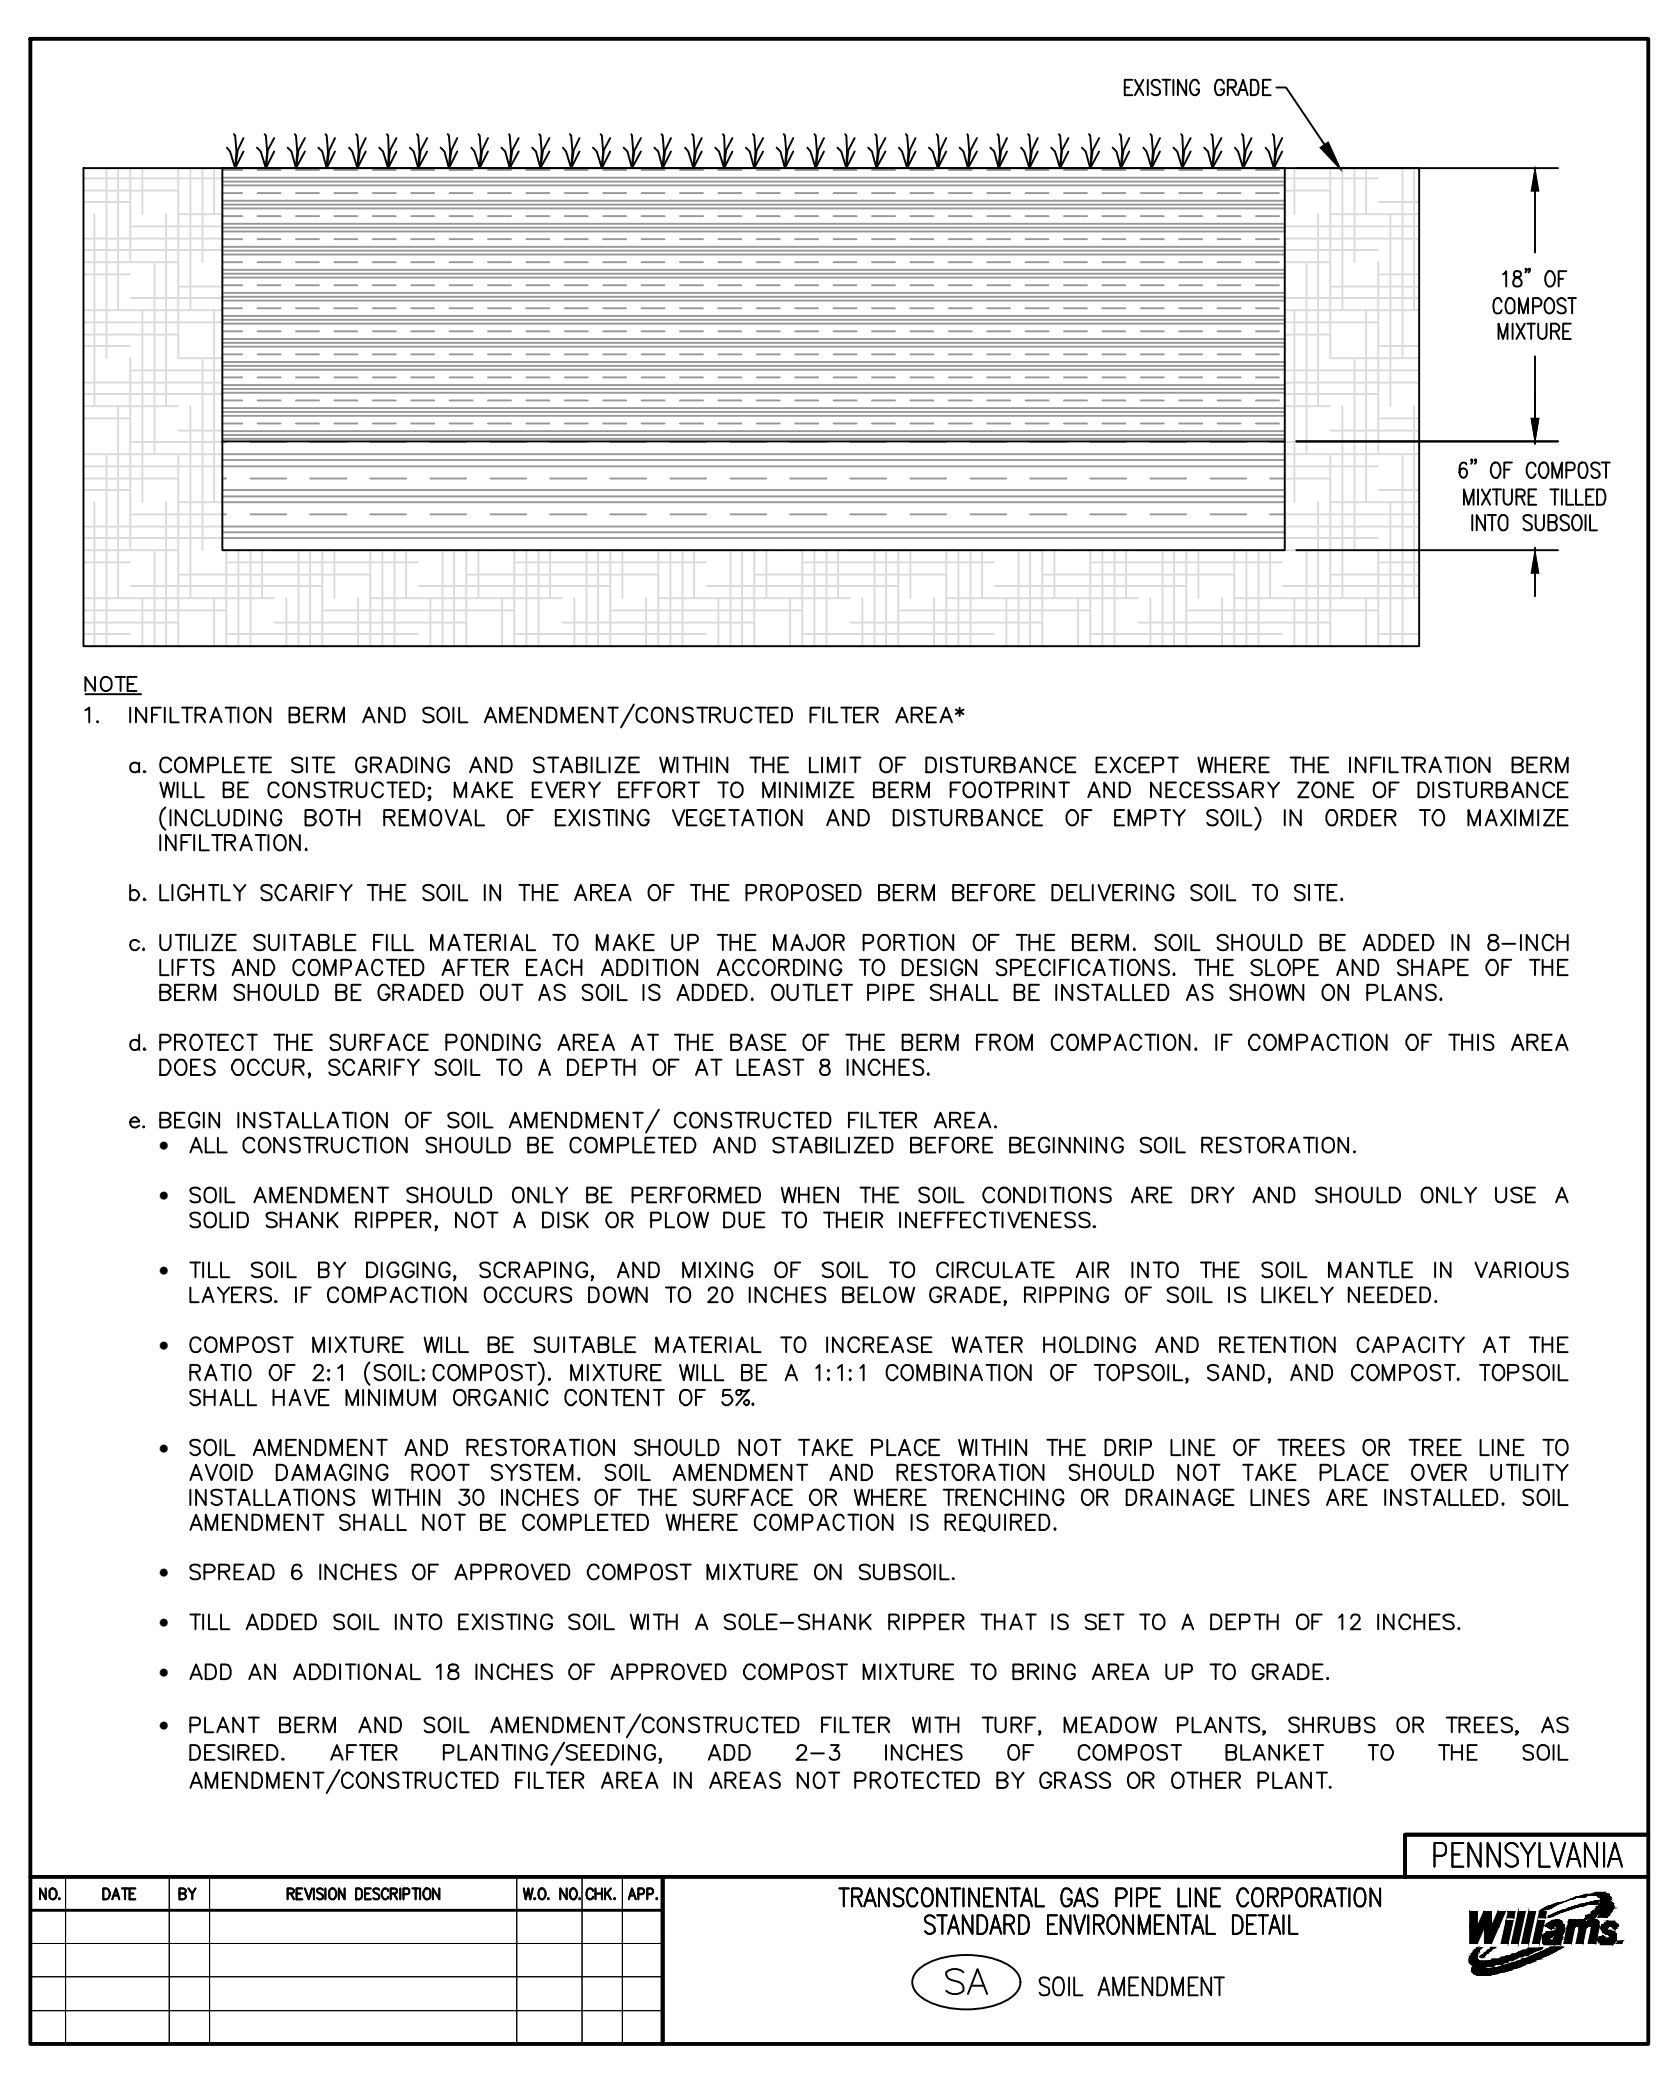 EXISTING GRADE
18" OF
COMPOST
MIXTURE
6" OF COMPOST
MIXTURE TILLED
INTO SUBSOIL
NOTE
1. INFILTRATION BERM AND SOIL AMENDMENT/CONSTRUCTED FILTER AREA*
a. COMPLETE SITE GRADING AND STABILIZE WITHIN THE LIMIT OF DISTURBANCE EXCEPT WHERE THE INFILTRATION BERM
WILL BE CONSTRUCTED; MAKE EVERY EFFORT TO MINIMIZE BERM FOOTPRINT AND NECESSARY ZONE OF DISTURBANCE
(INCLUDING BOTH REMOVAL OF EXISTING VEGETATION AND DISTURBANCE OF EMPTY SOIL) IN ORDER TO MAXIMIZE
INFILTRATION.
b. LIGHTLY SCARIFY THE SOIL IN THE AREA OF THE PROPOSED BERM BEFORE DELIVERING SOIL TO SITE.
c. UTILIZE SUITABLE FILL MATERIAL TO MAKE UP THE MAJOR PORTION OF THE BERM. SOIL SHOULD BE ADDED IN 8-INCH
LIFTS AND COMPACTED AFTER EACH ADDITION ACCORDING TO DESIGN SPECIFICATIONS. THE SLOPE AND SHAPE OF THE
BERM SHOULD BE GRADED OUT AS SOIL IS ADDED. OUTLET PIPE SHALL BE INSTALLED AS SHOWN ON PLANS.
d. PROTECT THE SURFACE PONDING AREA AT THE BASE OF THE BERM FROM COMPACTION. IF COMPACTION OF THIS AREA
DOES OCCUR, SCARIFY SOIL TO A DEPTH OF AT LEAST 8 INCHES.
e. BEGIN INSTALLATION OF SOIL AMENDMENT/ CONSTRUCTED FILTER AREA.
• ALL CONSTRUCTION SHOULD BE COMPLETED AND STABILIZED BEFORE BEGINNING SOIL RESTORATION.
• SOIL AMENDMENT SHOULD ONLY BE PERFORMED WHEN THE SOIL CONDITIONS ARE DRY AND SHOULD ONLY USE A
SOLID SHANK RIPPER, NOT A DISK OR PLOW DUE TO THEIR INEFFECTIVENESS.
• TILL SOIL BY DIGGING, SCRAPING, AND MIXING OF SOIL TO CIRCULATE AIR INTO THE SOIL MANTLE IN VARIOUS
LAYERS. IF COMPACTION OCCURS DOWN TO 20 INCHES BELOW GRADE, RIPPING OF SOIL IS LIKELY NEEDED.
• COMPOST MIXTURE WILL BE SUITABLE MATERIAL TO INCREASE WATER HOLDING AND RETENTION CAPACITY AT THE
RATIO OF 2:1 (SOIL:COMPOST). MIXTURE WILL BE A 1:1:1 COMBINATION OF TOPSOIL, SAND, AND COMPOST. TOPSOIL
SHALL HAVE MINIMUM ORGANIC CONTENT OF 5%.
• SOIL AMENDMENT AND RESTORATION SHOULD NOT TAKE PLACE WITHIN THE DRIP LINE OF TREES OR TREE LINE TO
AVOID DAMAGING ROOT SYSTEM. SOIL AMENDMENT AND RESTORATION SHOULD NOT TAKE PLACE OVER UTILITY
INSTALLATIONS WITHIN 30 INCHES OF THE SURFACE OR WHERE TRENCHING OR DRAINAGE LINES ARE INSTALLED. SOIL
AMENDMENT SHALL NOT BE COMPLETED WHERE COMPACTION IS REQUIRED.
• SPREAD 6 INCHES OF APPROVED COMPOST MIXTURE ON SUBSOIL.
• TILL ADDED SOIL INTO EXISTING SOIL WITH A SOLE-SHANK RIPPER THAT IS SET TO A DEPTH OF 12 INCHES.
• ADD AN ADDITIONAL 18 INCHES OF APPROVED COMPOST MIXTURE TO BRING AREA UP TO GRADE.
• PLANT BERM AND SOIL AMENDMENT/CONSTRUCTED FILTER WITH TURF, MEADOW PLANTS, SHRUBS OR TREES, AS
DESIRED. AFTER PLANTING/SEEDING, ADD 2-3 INCHES OF COMPOST BLANKET TO THE SOIL
AMENDMENT/CONSTRUCTED FILTER AREA IN AREAS NOT PROTECTED BY GRASS OR OTHER PLANT.
PENNSYLVANIA
NO. DATE BY REVISION DESCRIPTION W.O. NO. CHK. APP.
TRANSCONTINENTAL GAS PIPE LINE CORPORATION
STANDARD ENVIRONMENTAL DETAIL
SA SOIL AMENDMENT
Williams